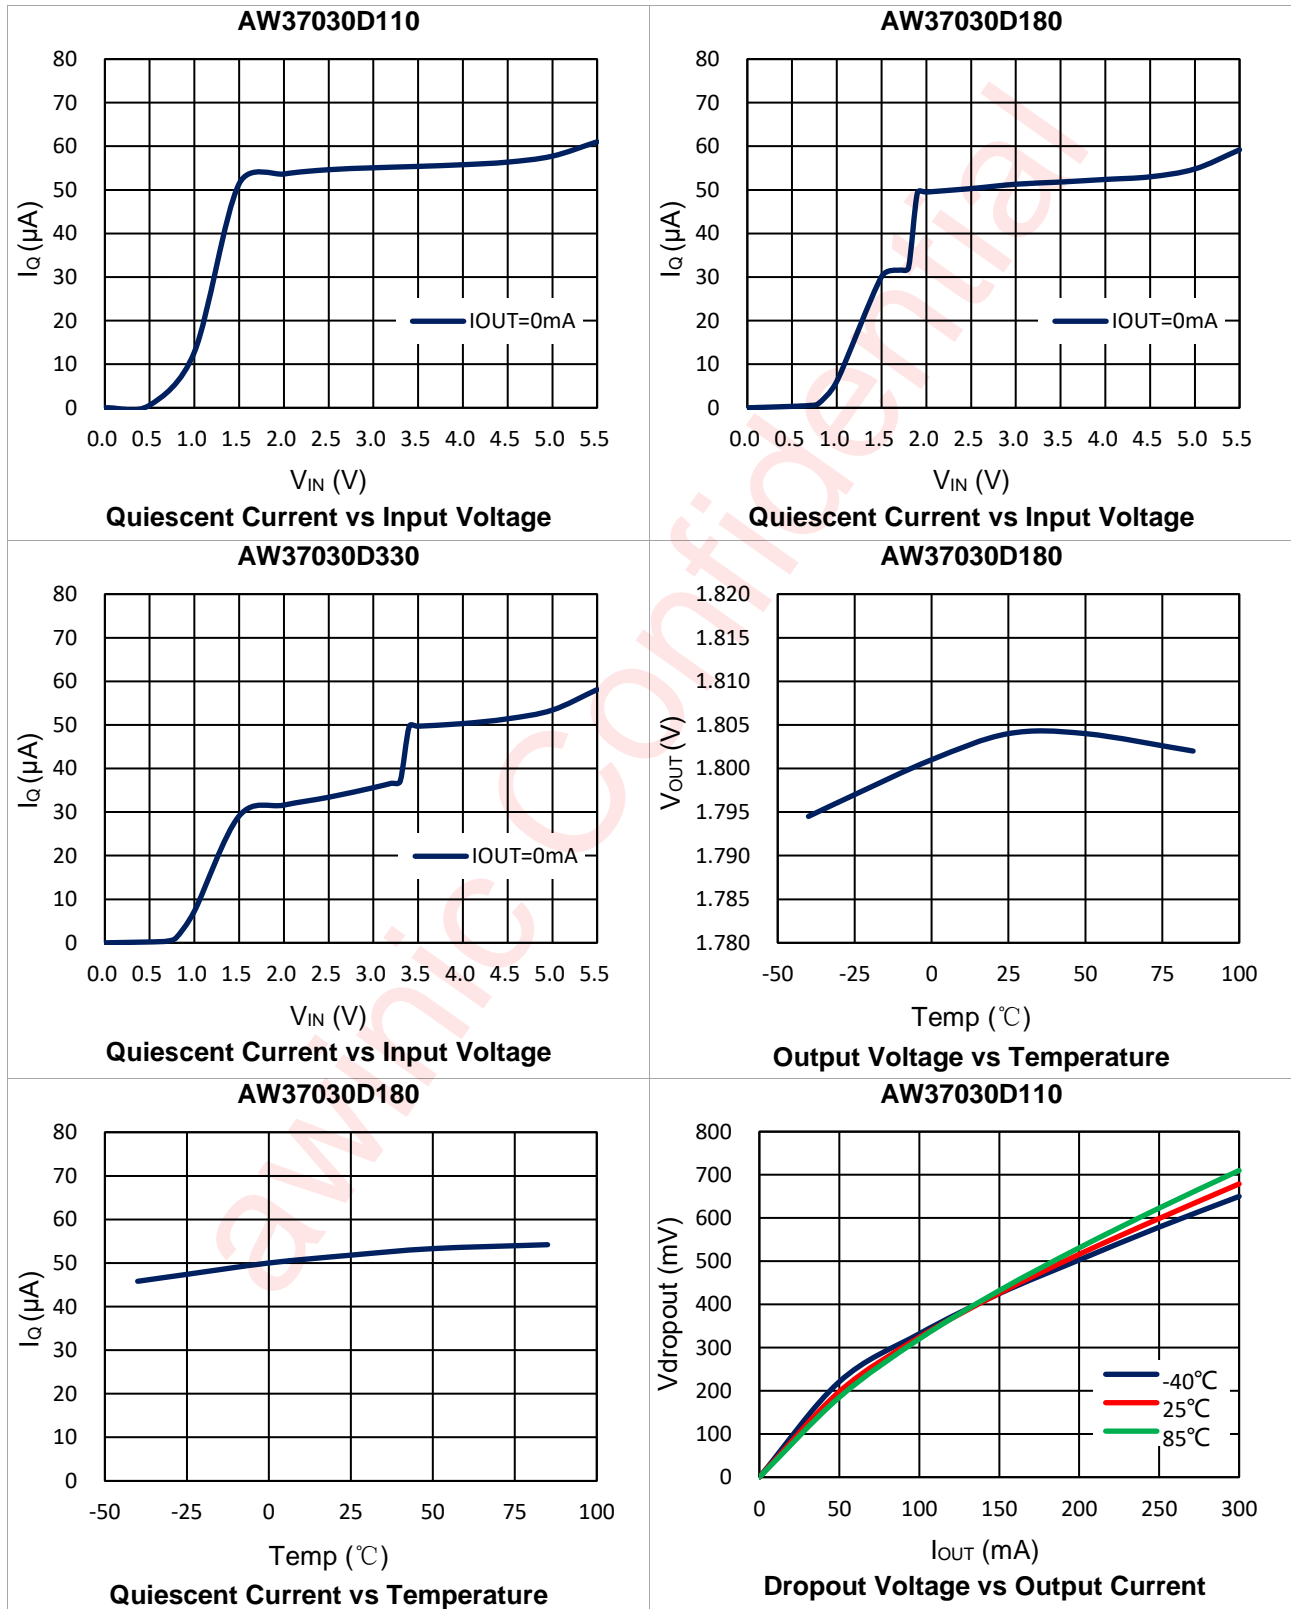 AW37030D110
80
70
60
50
40
30
20
10
0
IQ (μA)
IOUT=0mA
0.0 0.5 1.0 1.5 2.0 2.5 3.0 3.5 4.0 4.5 5.0 5.5
VIN (V)
Quiescent Current vs Input Voltage
AW37030D180
80
70
60
50
40
30
20
10
0
IQ (μA)
IOUT=0mA
0.0 0.5 1.0 1.5 2.0 2.5 3.0 3.5 4.0 4.5 5.0 5.5
VIN (V)
Quiescent Current vs Input Voltage
AW37030D330
80
70
60
50
40
30
20
10
0
IQ (μA)
IOUT=0mA
0.0 0.5 1.0 1.5 2.0 2.5 3.0 3.5 4.0 4.5 5.0 5.5
VIN (V)
Quiescent Current vs Input Voltage
AW37030D180
1.820
1.815
1.810
1.805
1.800
1.795
1.790
1.785
1.780
VOUT (V)
-50 -25 0 25 50 75 100
Temp (℃)
Output Voltage vs Temperature
AW37030D180
80
70
60
50
40
30
20
10
0
IQ (μA)
-50 -25 0 25 50 75 100
Temp (℃)
Quiescent Current vs Temperature
AW37030D110
800
700
600
500
400
300
200
100
0
Vdropout (mV)
-40℃
25℃
85℃
0 50 100 150 200 250 300
IOUT (mA)
Dropout Voltage vs Output Current
awinic Confidential